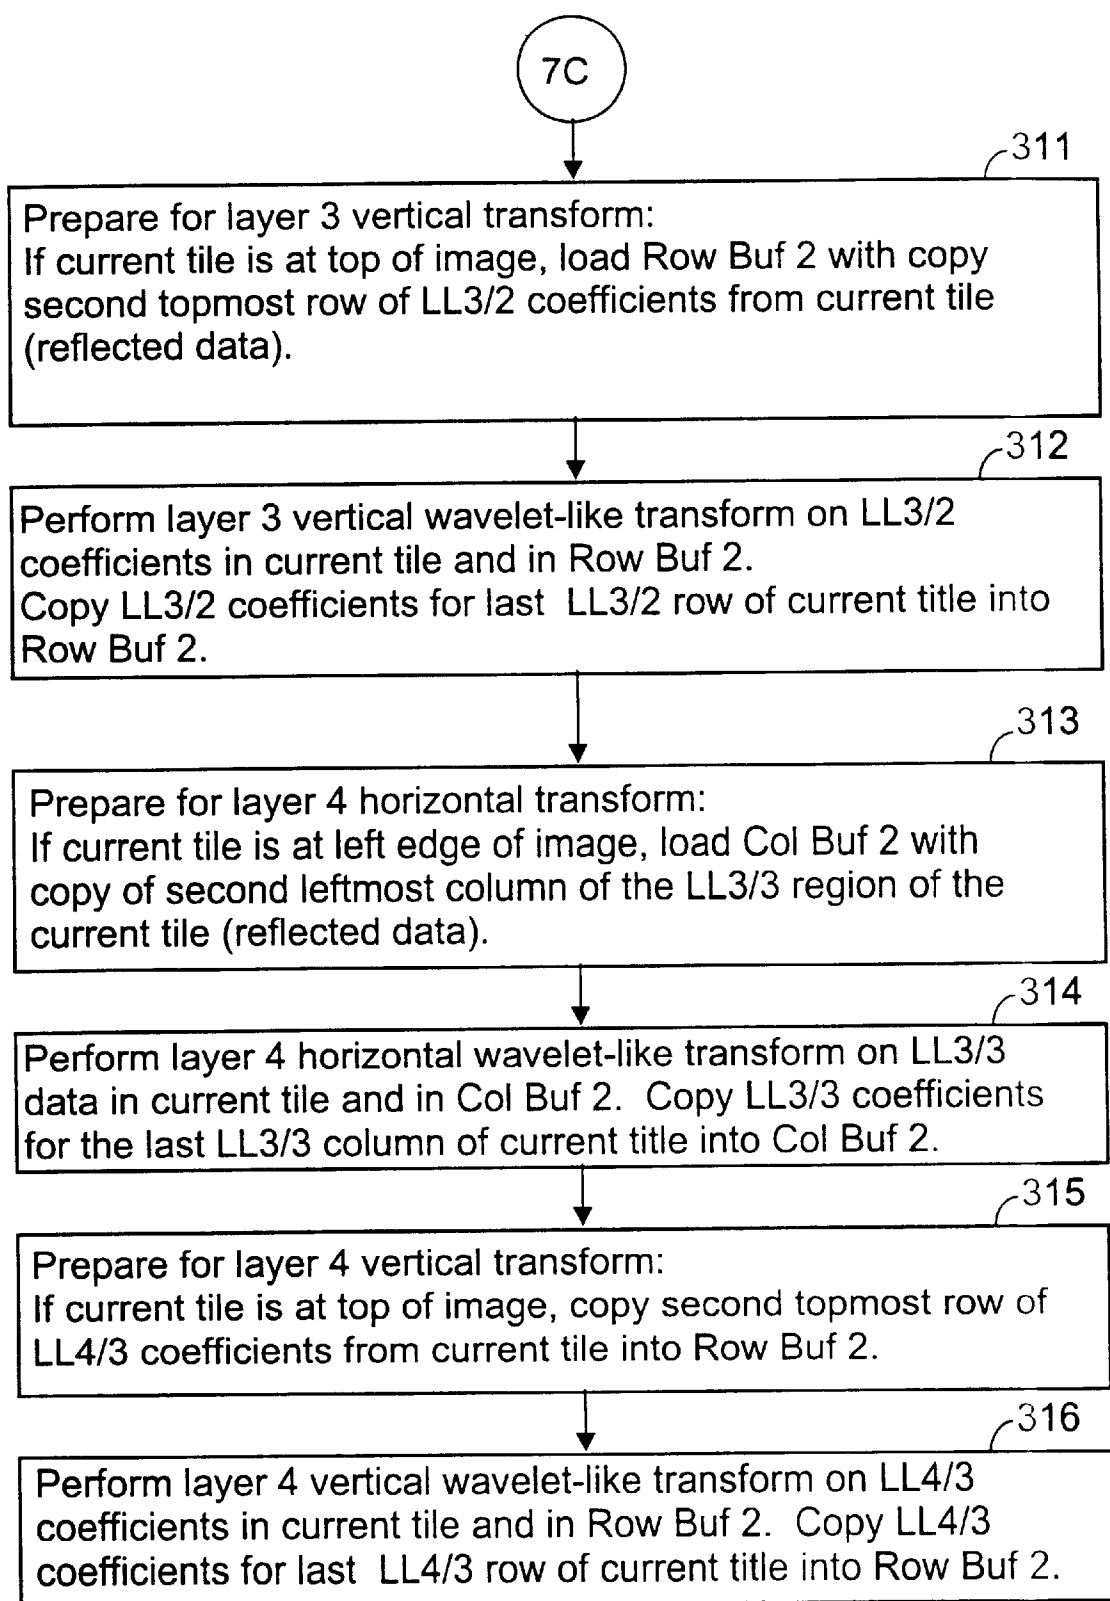 7C
311
Prepare for layer 3 vertical transform:
If current tile is at top of image, load Row Buf 2 with copy
second topmost row of LL3/2 coefficients from current tile
(reflected data).
312
Perform layer 3 vertical wavelet-like transform on LL3/2
coefficients in current tile and in Row Buf 2.
Copy LL3/2 coefficients for last LL3/2 row of current title into
Row Buf 2.
313
Prepare for layer 4 horizontal transform:
If current tile is at left edge of image, load Col Buf 2 with
copy of second leftmost column of the LL3/3 region of the
current tile (reflected data).
314
Perform layer 4 horizontal wavelet-like transform on LL3/3
data in current tile and in Col Buf 2. Copy LL3/3 coefficients
for the last LL3/3 column of current title into Col Buf 2.
315
Prepare for layer 4 vertical transform:
If current tile is at top of image, copy second topmost row of
LL4/3 coefficients from current tile into Row Buf 2.
316
Perform layer 4 vertical wavelet-like transform on LL4/3
coefficients in current tile and in Row Buf 2. Copy LL4/3
coefficients for last LL4/3 row of current title into Row Buf 2.